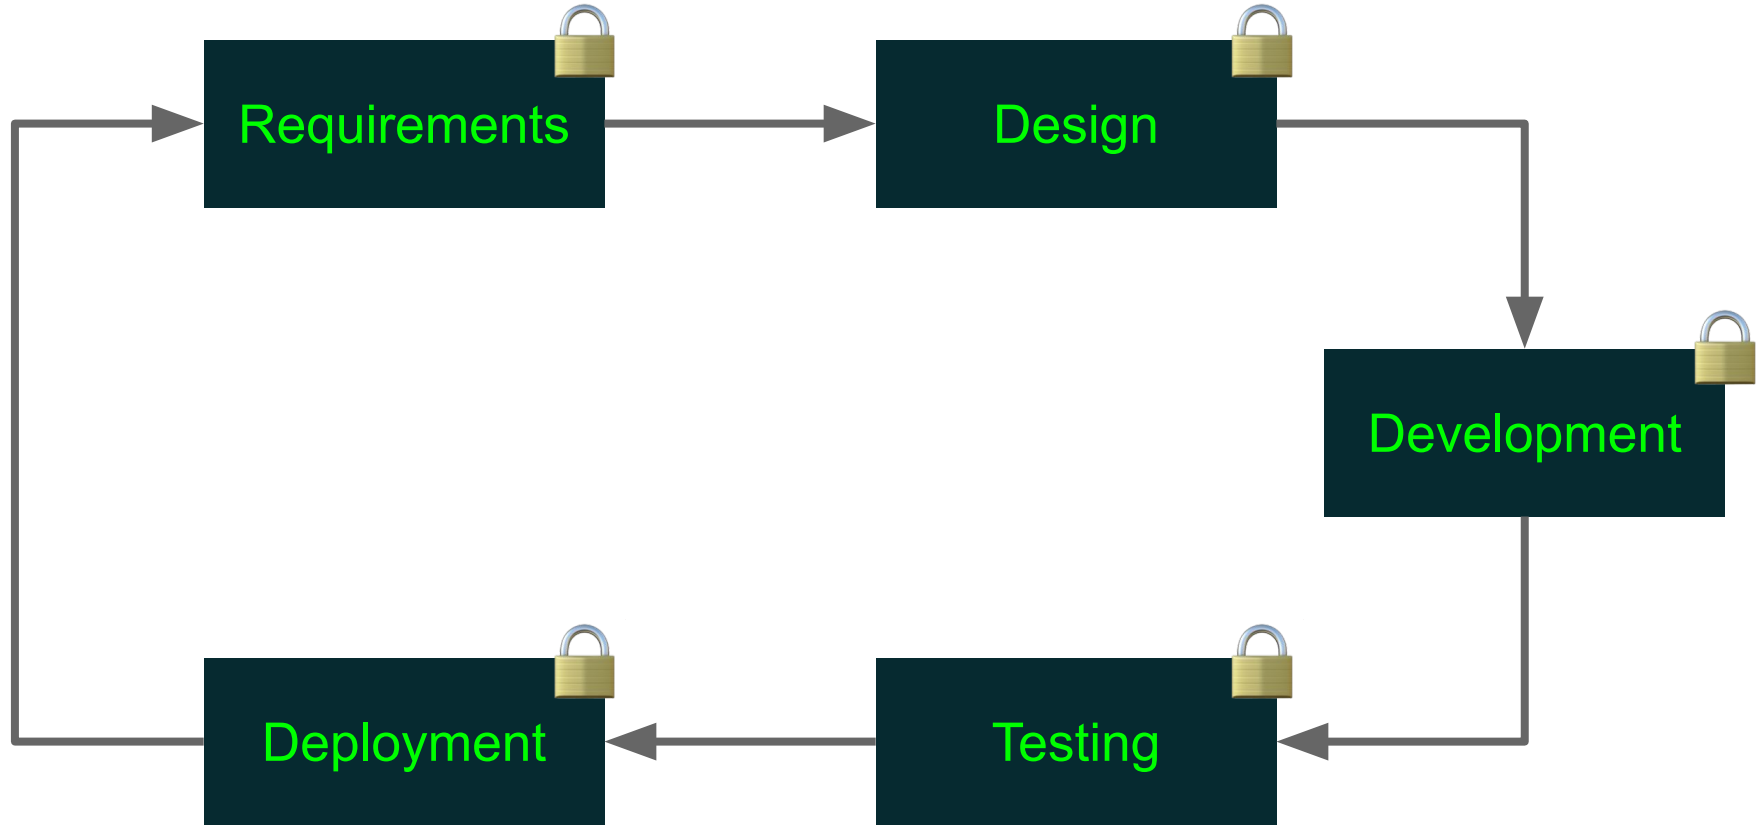 Requirements
Design
Development
Testing
Deployment